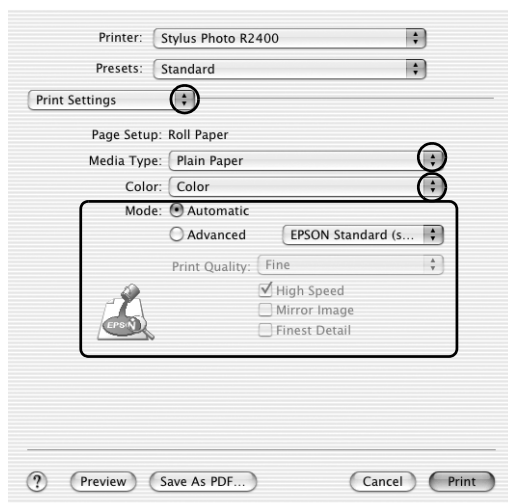 Printer: Stylus Photo R2400
Presets: Standard
Print Settings
Page Setup: Roll Paper
Media Type: Plain Paper
Color: Color
Mode: Automatic
Advanced EPSON Standard (s...
Print Quality: Fine
High Speed
Mirror Image
Finest Detail
EPSON
? Preview Save As PDF... Cancel Print